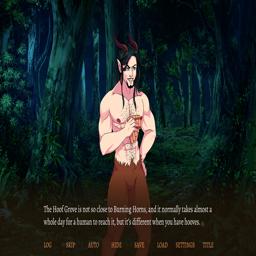 The Hoof Grove is not so close to Burning Horns, and it normally takes almost a
whole day for a human to reach it, but it's different when you have hooves.
LOG SKIP AUTO HIDE SAVE LOAD SETTINGS TITLE